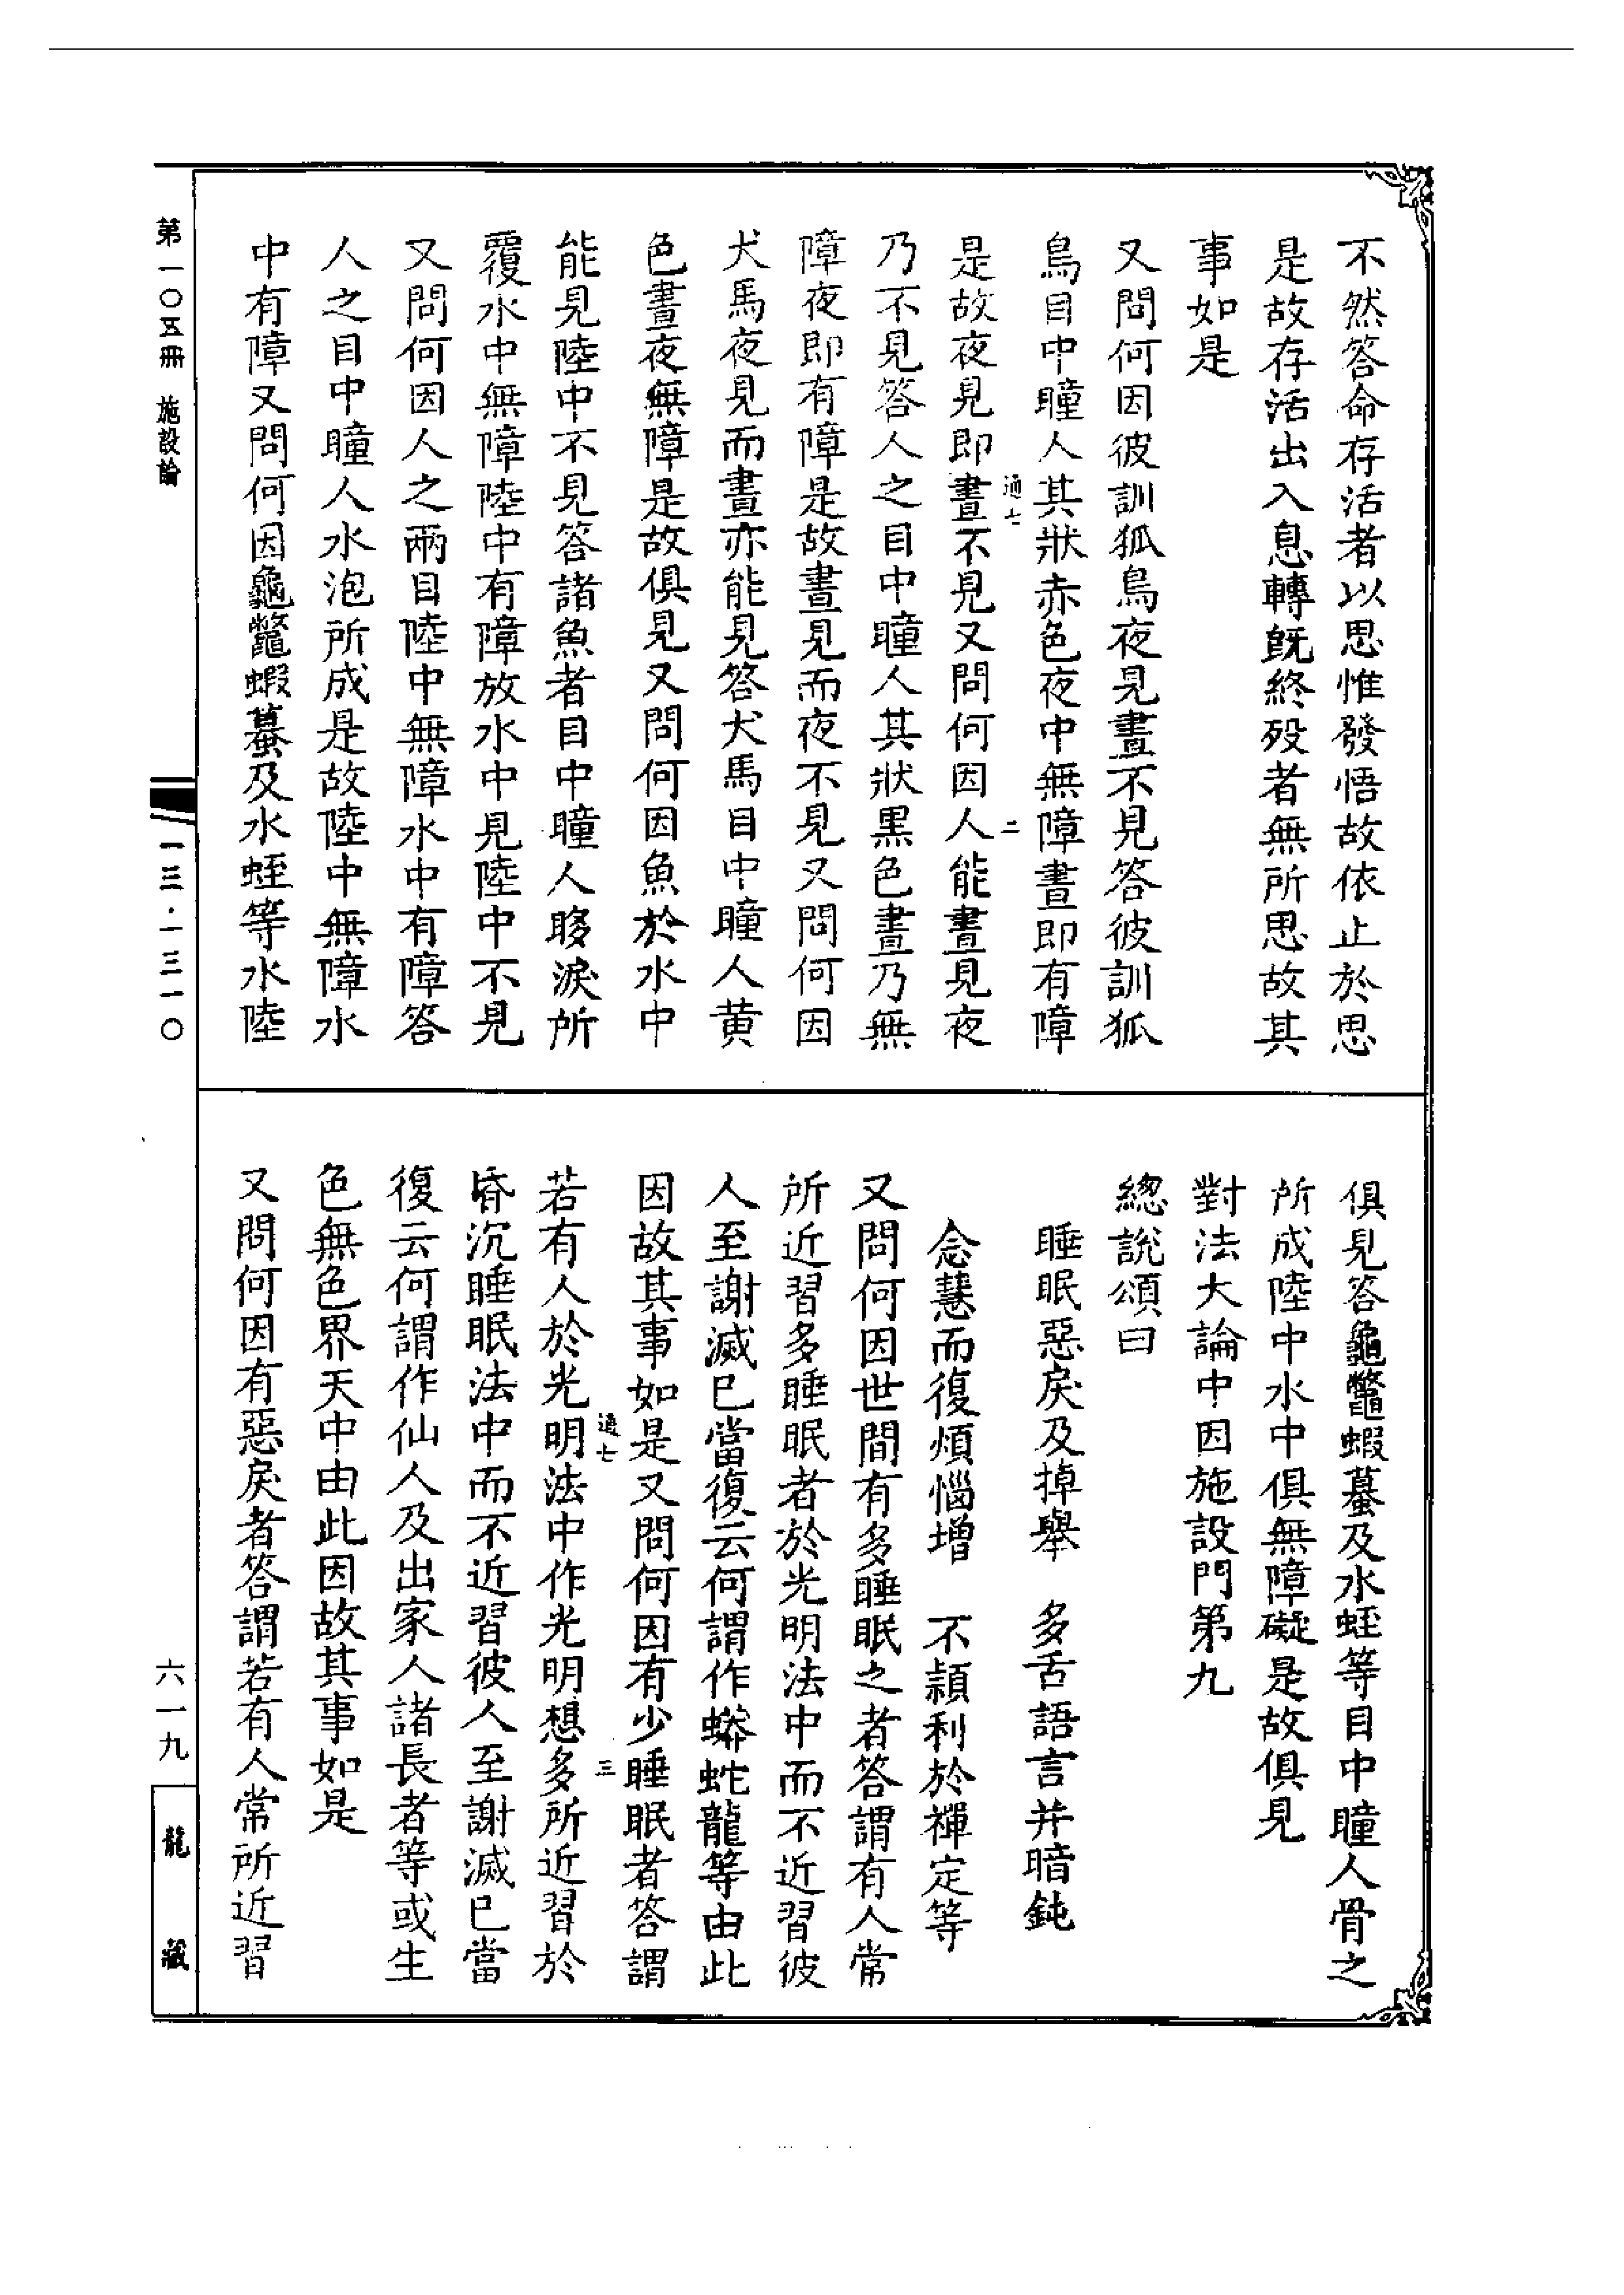 不然答命存活者以思惟發悟故依止於思
是故存活出入息轉旣終歿者無所思故其
事如是
又問何因彼訓狐鳥夜見晝不見答彼訓狐
鳥目中瞳人其狀赤色夜中無障晝即有障
通七
二
是故夜見即晝不見又問何因人能晝見夜
乃不見答人之目中瞳人其狀黑色晝乃無
障夜即有障是故晝見而夜不見又問何因
犬馬夜見而晝亦能見答犬馬目中瞳人黄
色晝夜無障是故俱見又問何因魚於水中
能見陸中不見答諸魚者目中瞳人眵淚所
覆水中無障陸中有障放水中見陸中不見
又問何因人之兩目陸中無障水中有障答
人之目中瞳人水泡所成是故陸中無障水
中有障又問何因龜鼈蝦蟇及水蛭等水陸
俱見答龜鼈蝦蟇及水蛭等目中瞳人骨之
所成陸中水中俱無障礙是故俱見
對法大論中因施設門第九
總說頌曰
睡眠惡戾及掉舉　多舌語言并暗鈍
念慧而復煩惱增　不頴利於禪定等
又問何因世間有多睡眠之者答謂有人常
所近習多睡眠者於光明法中而不近習彼
人至謝滅已當復云何謂作蟒蛇龍等由此
因故其事如是又問何因有少睡眠者答謂
通七
三
若有人於光明法中作光明想多所近習於
昏沉睡眠法中而不近習彼人至謝滅已當
復云何謂作仙人及出家人諸長者等或生
色無色界天中由此因故其事如是
又問何因有惡戾者答謂若有人常所近習
第一〇五冊　施設論
一三·一三一〇
六一九
龍藏